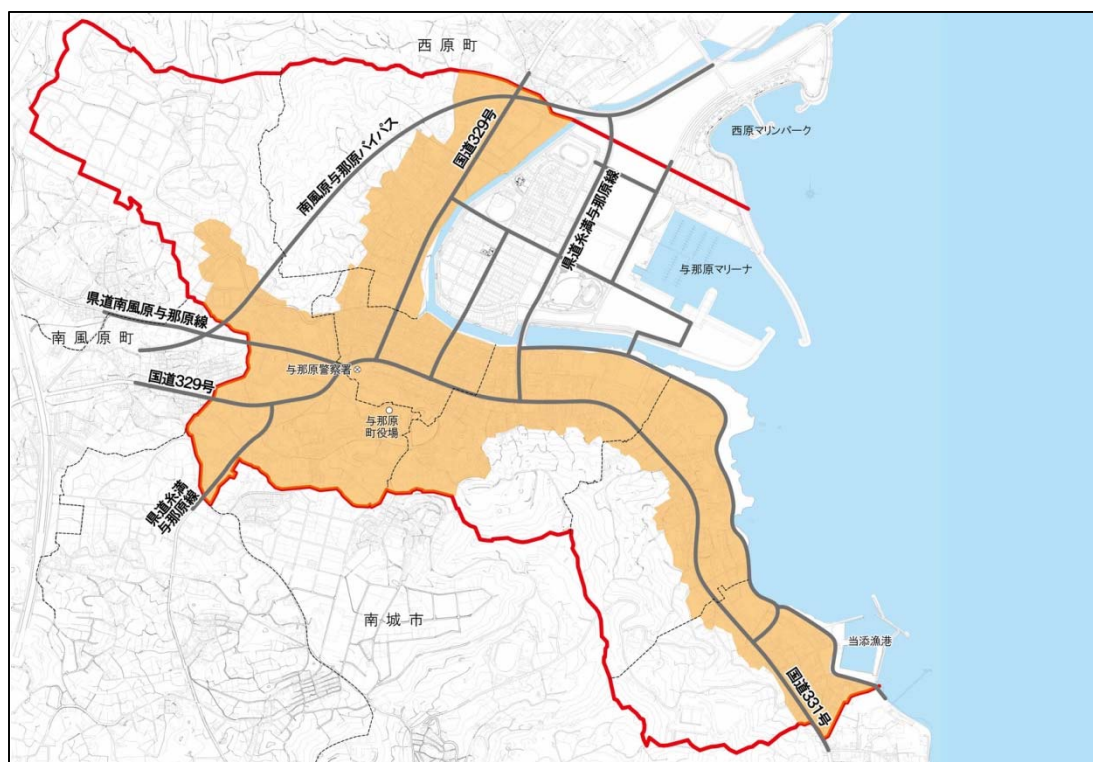 西原町
西原マリンパーク
国道329号
南風原与那原バイパス
県道糸満与那原線
与那原マリーナ
県道南風原与那原線
南風原町
与那原警察署
国道329号
与那原
町役場
県道糸満
与那原線
南城市
当添漁港
国道331号